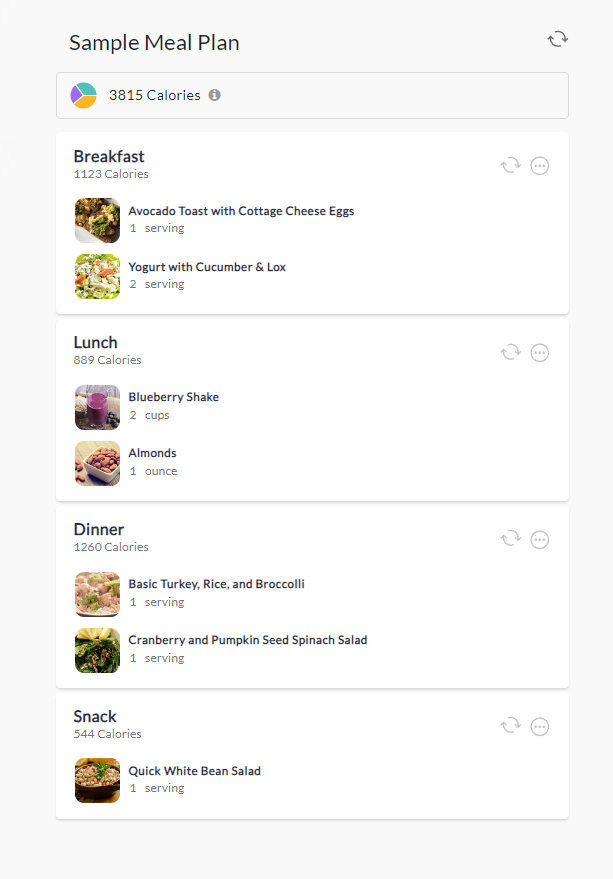 Sample Meal Plan
3815 Calories
Breakfast
1123 Calories
Avocado Toast with Cottage Cheese Eggs
1 serving
Yogurt with Cucumber & Lox
2 serving
Lunch
889 Calories
Blueberry Shake
2 cups
Almonds
1 ounce
Dinner
1260 Calories
Basic Turkey, Rice, and Broccolli
1 serving
Cranberry and Pumpkin Seed Spinach Salad
1 serving
Snack
544 Calories
Quick White Bean Salad
1 serving